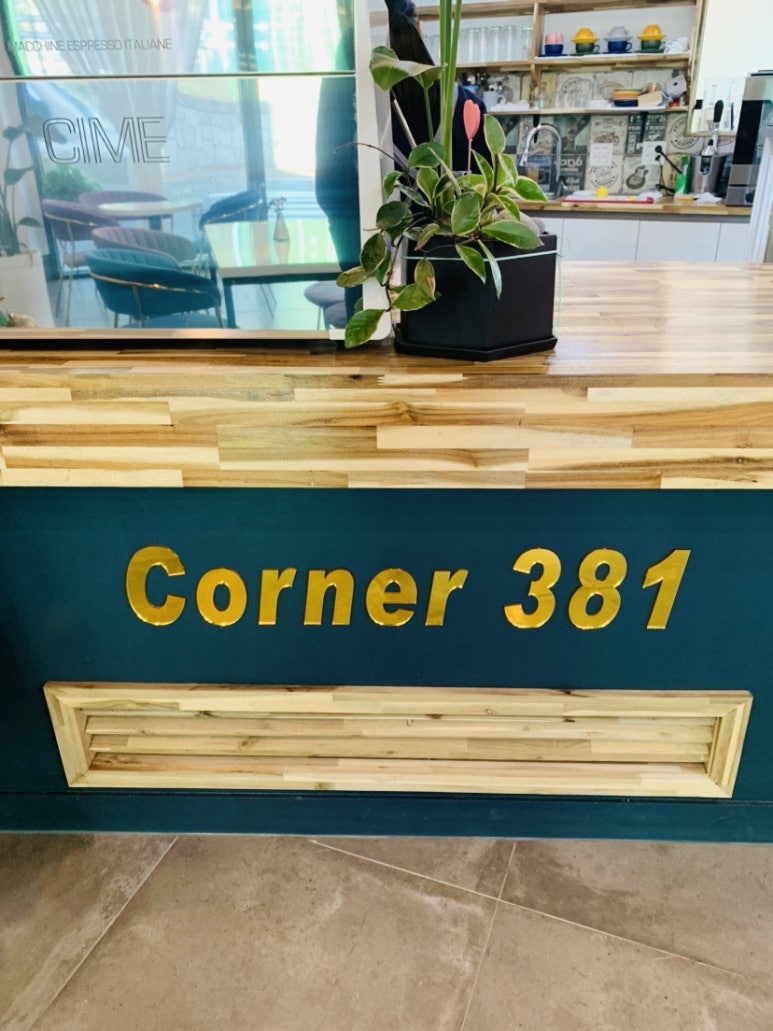 MACCHINE ESPRESSO ITALIANE
CIME
Corner 381